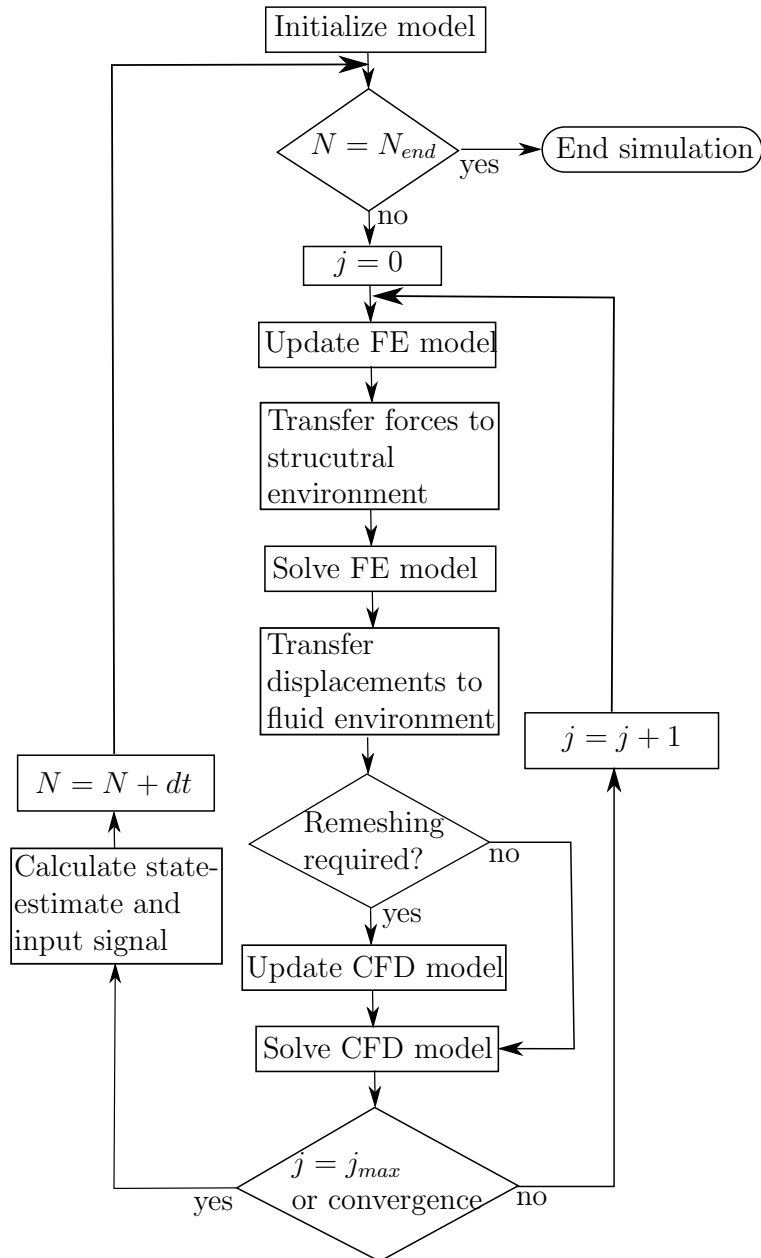 Initialize model
N = N_end
yes
End simulation
no
j = 0
Update FE model
Transfer forces to
strucutral
environment
Solve FE model
Transfer
displacements to
fluid environment
j = j + 1
N = N + dt
Remeshing
required?
no
yes
Calculate state-
estimate and
input signal
Update CFD model
Solve CFD model
j = j_max
or convergence
yes
no